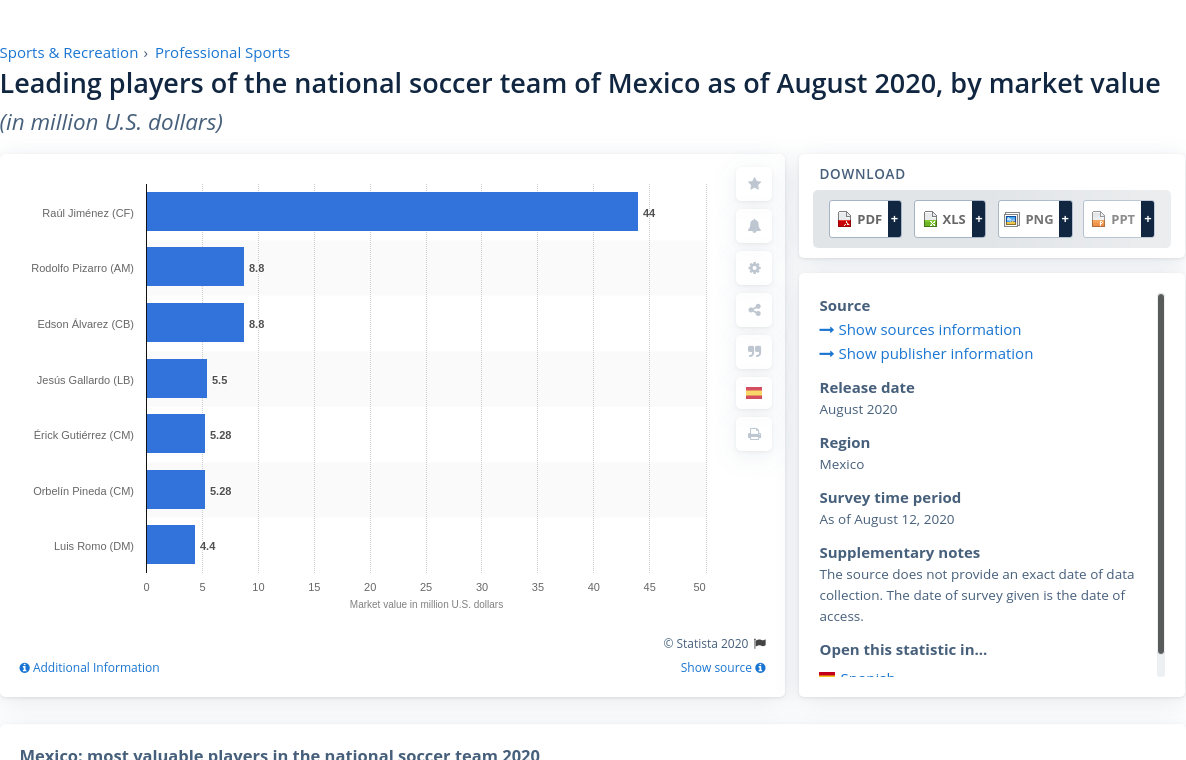 Sports & Recreation › Professional Sports
Leading players of the national soccer team of Mexico as of August 2020, by market value
(in million U.S. dollars)
Raúl Jiménez (CF) 44
Rodolfo Pizarro (AM) 8.8
Edson Álvarez (CB) 8.8
Jesús Gallardo (LB) 5.5
Érick Gutiérrez (CM) 5.28
Orbelín Pineda (CM) 5.28
Luis Romo (DM) 4.4
0 5 10 15 20 25 30 35 40 45 50
Market value in million U.S. dollars
© Statista 2020
Additional Information
Show source
DOWNLOAD
PDF + XLS + PNG + PPT +
Source
Show sources information
Show publisher information
Release date
August 2020
Region
Mexico
Survey time period
As of August 12, 2020
Supplementary notes
The source does not provide an exact date of data
collection. The date of survey given is the date of
access.
Open this statistic in...
Spanish
Mexico: most valuable players in the national soccer team 2020